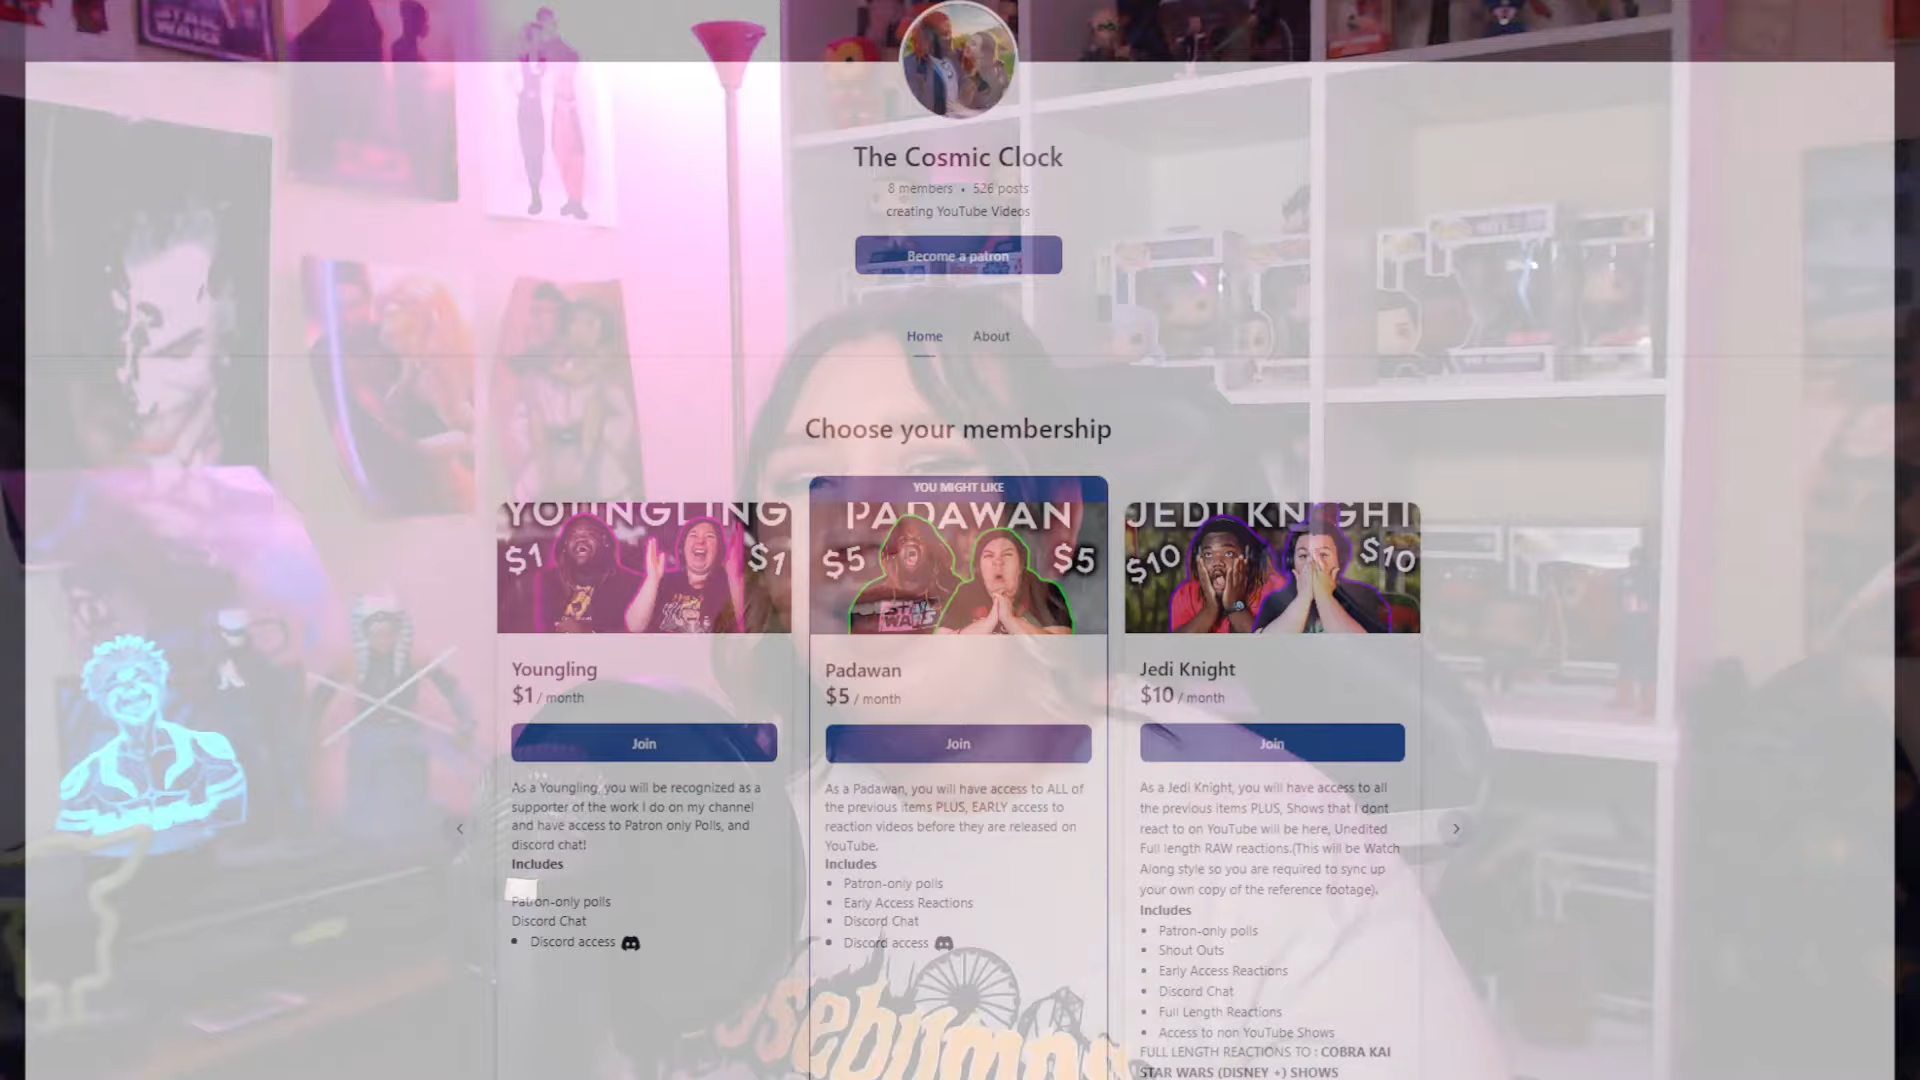 STAR
WARS
The Cosmic Clock
8 members • 526 posts
creating YouTube Videos
Become a patron
Home About
Choose your membership
YOUNGLING
$1 $1
Youngling
$1 / month
Join
As a Youngling, you will be recognized as a
supporter of the work I do on my channel
and have access to Patron only Polls, and
discord chat!
Includes
Patron-only polls
Discord Chat
• Discord access
YOU MIGHT LIKE
PADAWAN
$5 $5
STAR
WARS
Padawan
$5 / month
Join
As a Padawan, you will have access to ALL of
the previous items PLUS, EARLY access to
reaction videos before they are released on
YouTube.
Includes
• Patron-only polls
• Early Access Reactions
• Discord Chat
• Discord access
JEDI KNIGHT
$10 $10
Jedi Knight
$10 / month
Join
As a Jedi Knight, you will have access to all
the previous items PLUS, Shows that I dont
react to on YouTube will be here, Unedited
Full length RAW reactions.(This will be Watch
Along style so you are required to sync up
your own copy of the reference footage).
Includes
• Patron-only polls
• Shout Outs
• Early Access Reactions
• Discord Chat
• Full Length Reactions
• Access to non YouTube Shows
FULL LENGTH REACTIONS TO : COBRA KAI
STAR WARS (DISNEY +) SHOWS